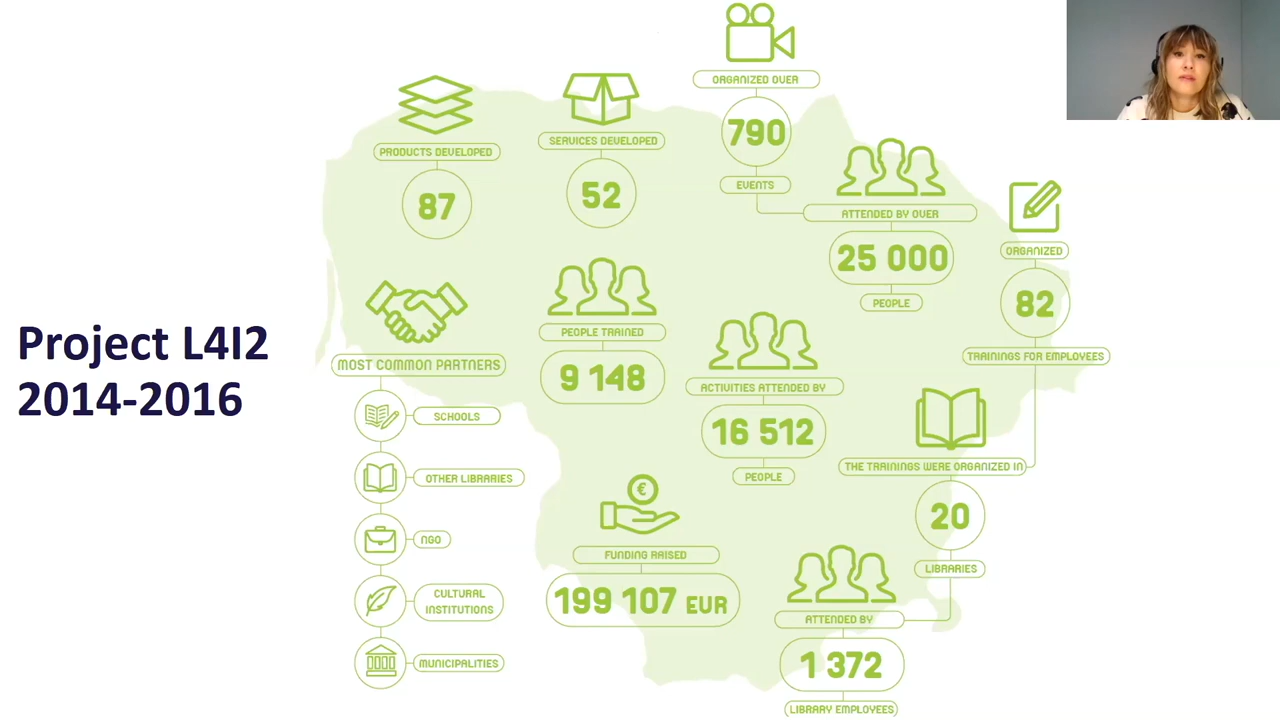 Project L4I2
2014-2016
PRODUCTS DEVELOPED
87
SERVICES DEVELOPED
52
ORGANIZED OVER
790
EVENTS
ATTENDED BY OVER
25 000
PEOPLE
ORGANIZED
82
TRAININGS FOR EMPLOYEES
THE TRAININGS WERE ORGANIZED IN
20
LIBRARIES
ATTENDED BY
1 372
LIBRARY EMPLOYEES
MOST COMMON PARTNERS
SCHOOLS
OTHER LIBRARIES
NGO
CULTURAL
INSTITUTIONS
MUNICIPALITIES
PEOPLE TRAINED
9 148
ACTIVITIES ATTENDED BY
16 512
PEOPLE
€
FUNDING RAISED
199 107 EUR